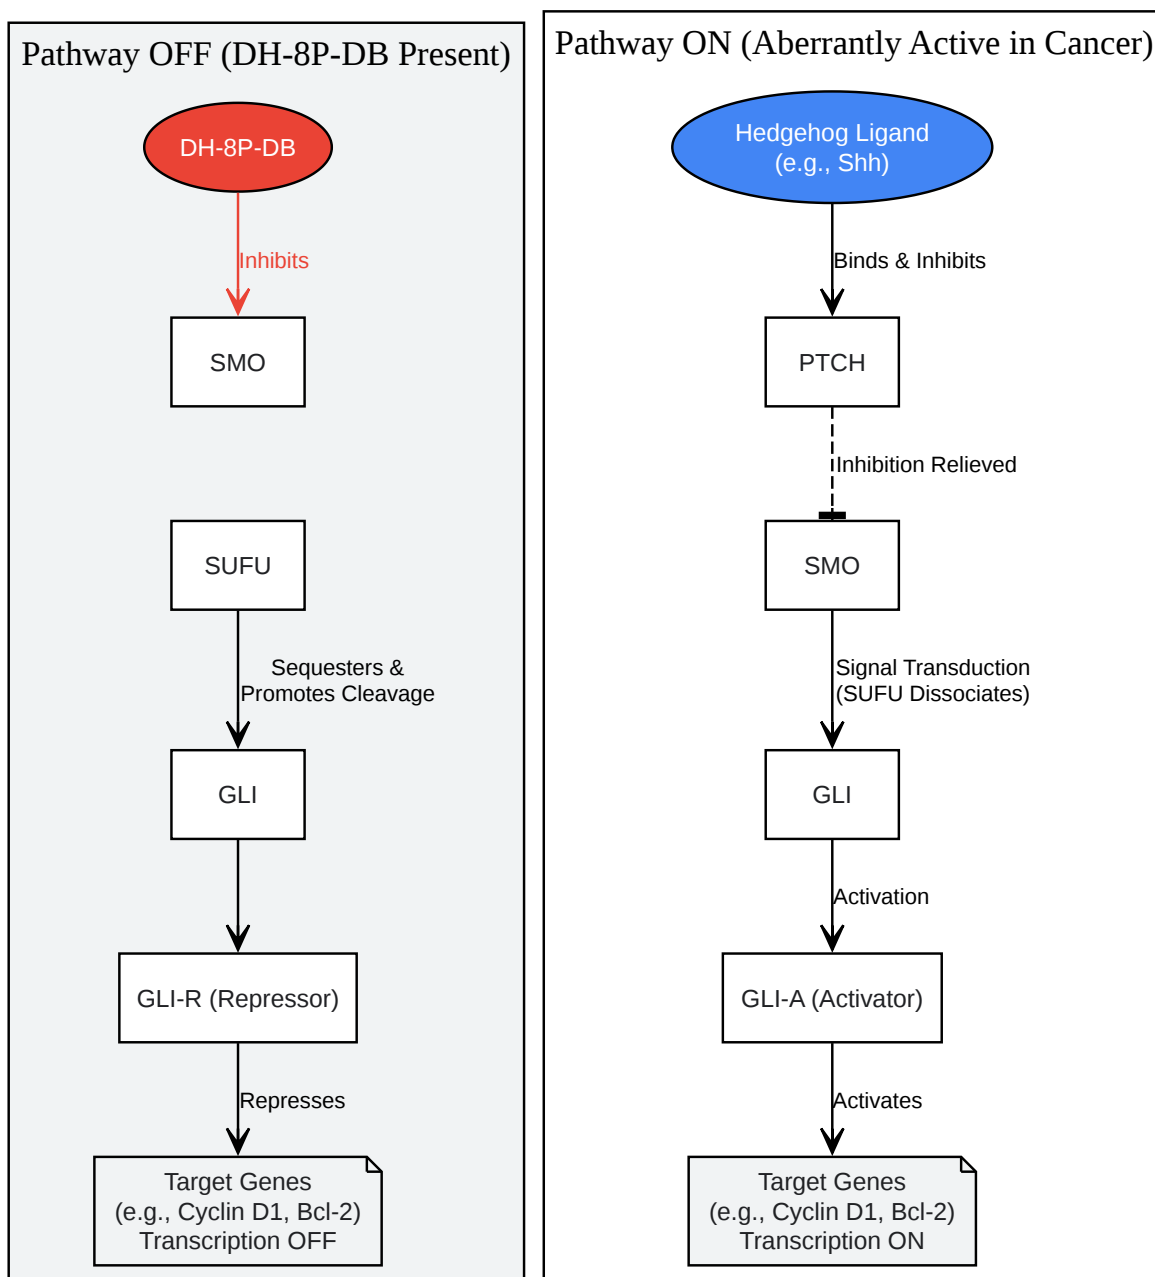 Pathway OFF (DH-8P-DB Present)
DH-8P-DB
Inhibits
SMO
SUFU
Sequesters &
Promotes Cleavage
GLI
GLI-R (Repressor)
Represses
Target Genes
(e.g., Cyclin D1, Bcl-2)
Transcription OFF
Pathway ON (Aberrantly Active in Cancer)
Hedgehog Ligand
(e.g., Shh)
Binds & Inhibits
PTCH
Inhibition Relieved
SMO
Signal Transduction
(SUFU Dissociates)
GLI
Activation
GLI-A (Activator)
Activates
Target Genes
(e.g., Cyclin D1, Bcl-2)
Transcription ON